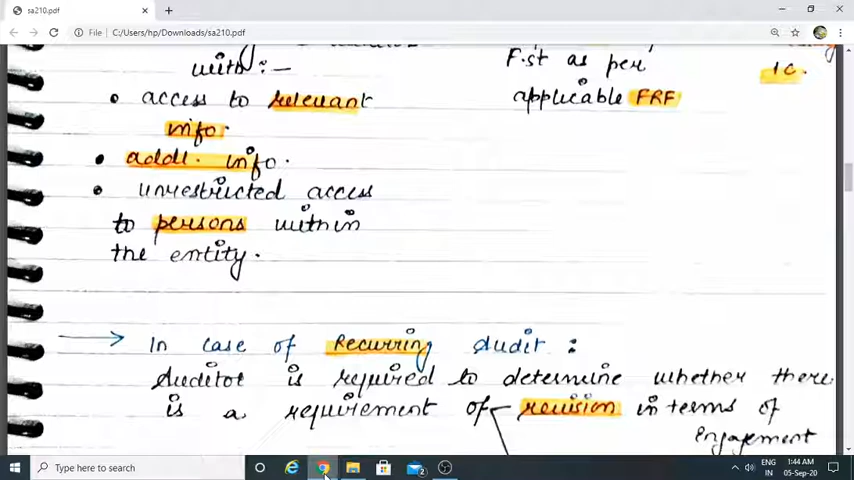 sa210.pdf
File | C:/Users/hp/Downloads/sa210.pdf
with :-
• access to relevant
info.
• addl. info.
• unrestricted access
to persons within
the entity.
F.st as per
applicable FRF
IC.
→ In case of Recurring Audit :
Auditor is required to determine whether there
is a requirement of revision in terms of
Engagement
Type here to search
2
ENG
IN
1:44 AM
05-Sep-20